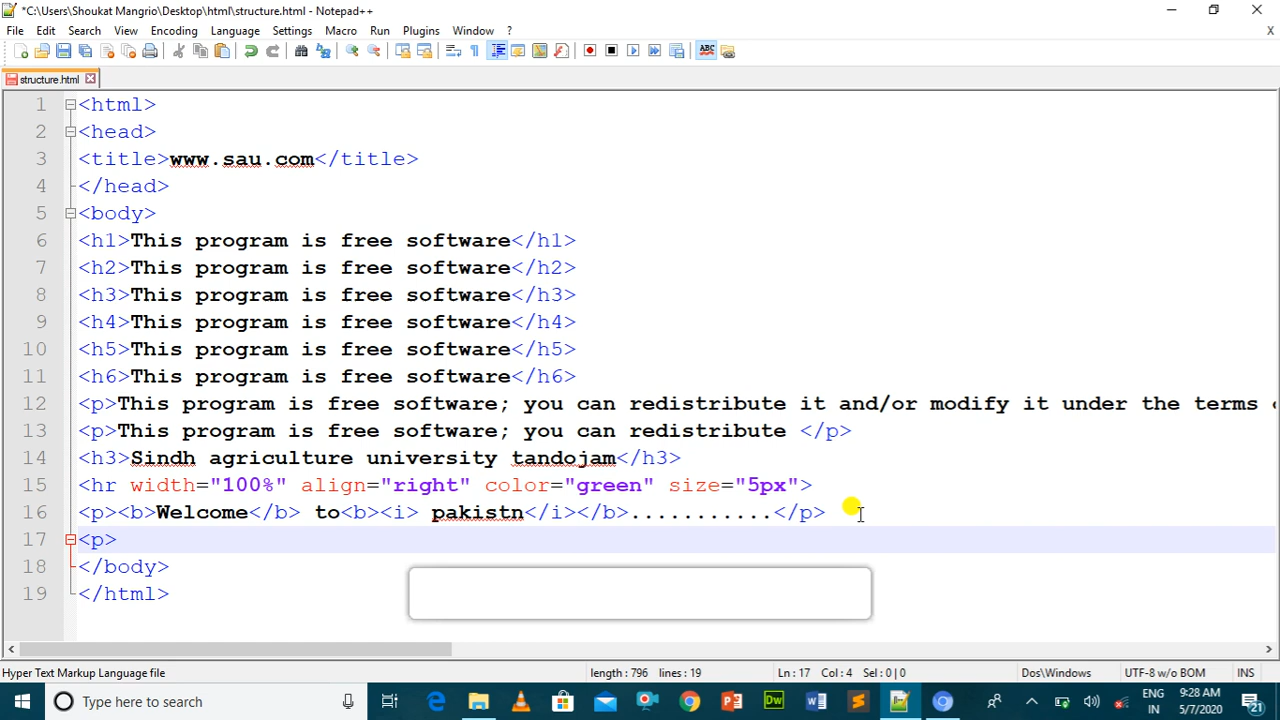 *C:\Users\Shoukat Mangrio\Desktop\html\structure.html - Notepad++
File Edit Search View Encoding Language Settings Macro Run Plugins Window ? X
ABC
structure.html
1 <html>
2 <head>
3 <title>www.sau.com</title>
4 </head>
5 <body>
6 <h1>This program is free software</h1>
7 <h2>This program is free software</h2>
8 <h3>This program is free software</h3>
9 <h4>This program is free software</h4>
10 <h5>This program is free software</h5>
11 <h6>This program is free software</h6>
12 <p>This program is free software; you can redistribute it and/or modify it under the terms
13 <p>This program is free software; you can redistribute </p>
14 <h3>Sindh agriculture university tandojam</h3>
15 <hr width="100%" align="right" color="green" size="5px">
16 <p><b>Welcome</b> to<b><i> pakistn</i></b>...........</p>
17 <p>
18 </body>
19 </html>
Hyper Text Markup Language file length : 796 lines : 19 Ln : 17 Col : 4 Sel : 0 | 0 Dos\Windows UTF-8 w/o BOM INS
Type here to search Dw W ENG 9:28 AM
IN 5/7/2020 21